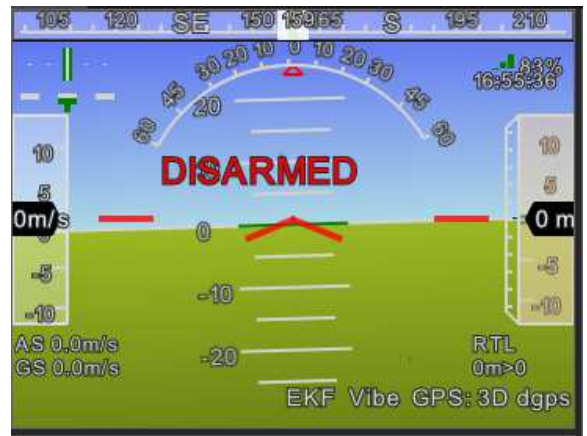 105 120 SE 150 159 165 S 195 210
60 45 30 20 10 0 10 20 30 45 60
83%
16:55:36
20
DISARMED
10 10
5 5
0m/s 0 0 m
0
-5 -5
-10 -10 -10
AS 0.0m/s RTL
GS 0.0m/s -20 0m>0
EKF Vibe GPS: 3D dgps